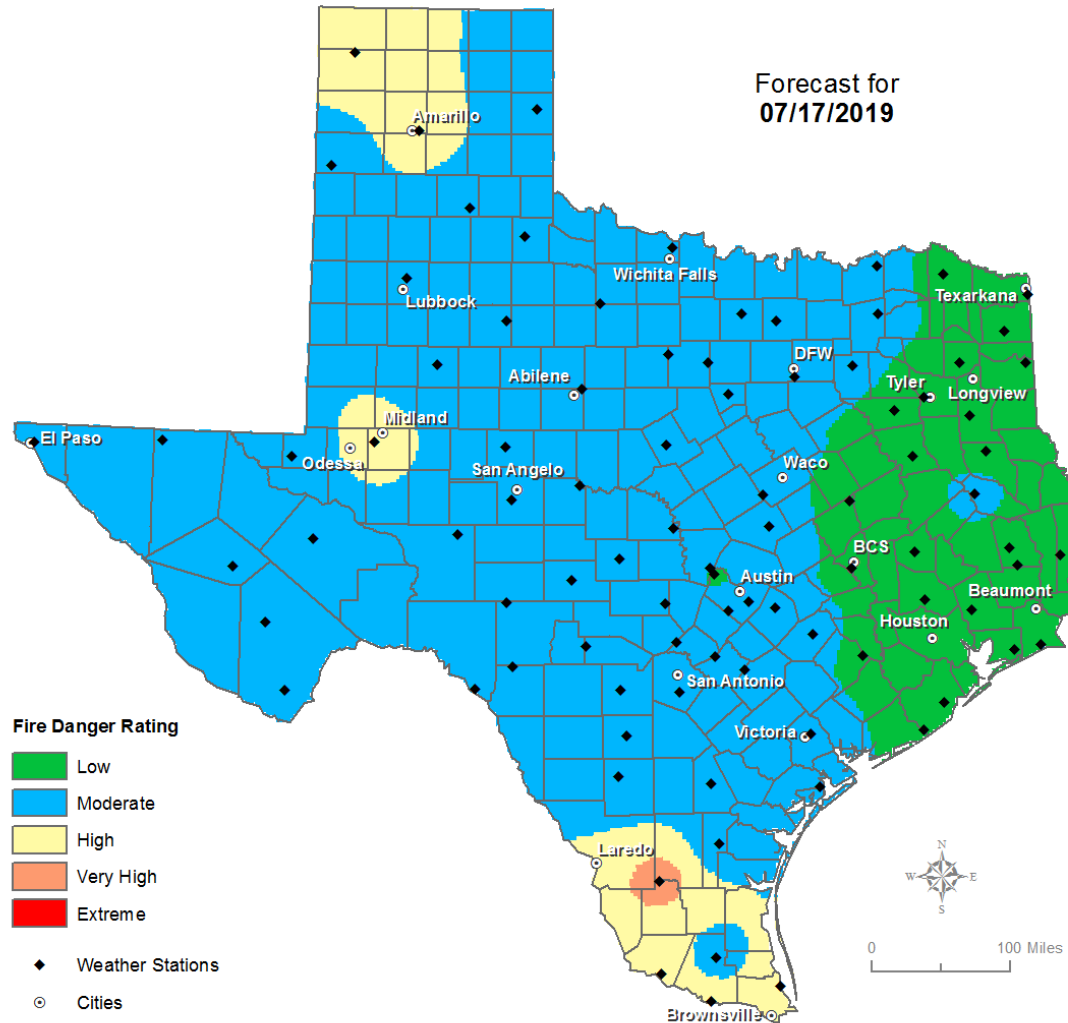 Forecast for
07/17/2019
Amarillo
Wichita Falls
Lubbock
Texarkana
DFW
Abilene
Tyler
Longview
Midland
El Paso
Odessa
San Angelo
Waco
BCS
Austin
Beaumont
Houston
San Antonio
Victoria
Laredo
Brownsville
Fire Danger Rating
Low
Moderate
High
Very High
Extreme
Weather Stations
Cities
N
W
E
S
0
100 Miles